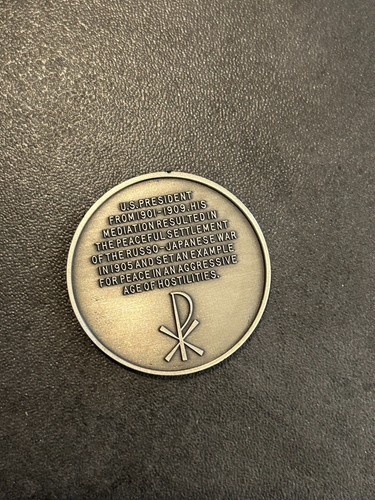 U.S. PRESIDENT
FROM 1901-1909. HIS
MEDIATION RESULTED IN
THE PEACEFUL SETTLEMENT
OF THE RUSSO-JAPANESE WAR
IN 1905 AND SET AN EXAMPLE
FOR PEACE IN AN AGGRESSIVE
AGE OF HOSTILITIES.